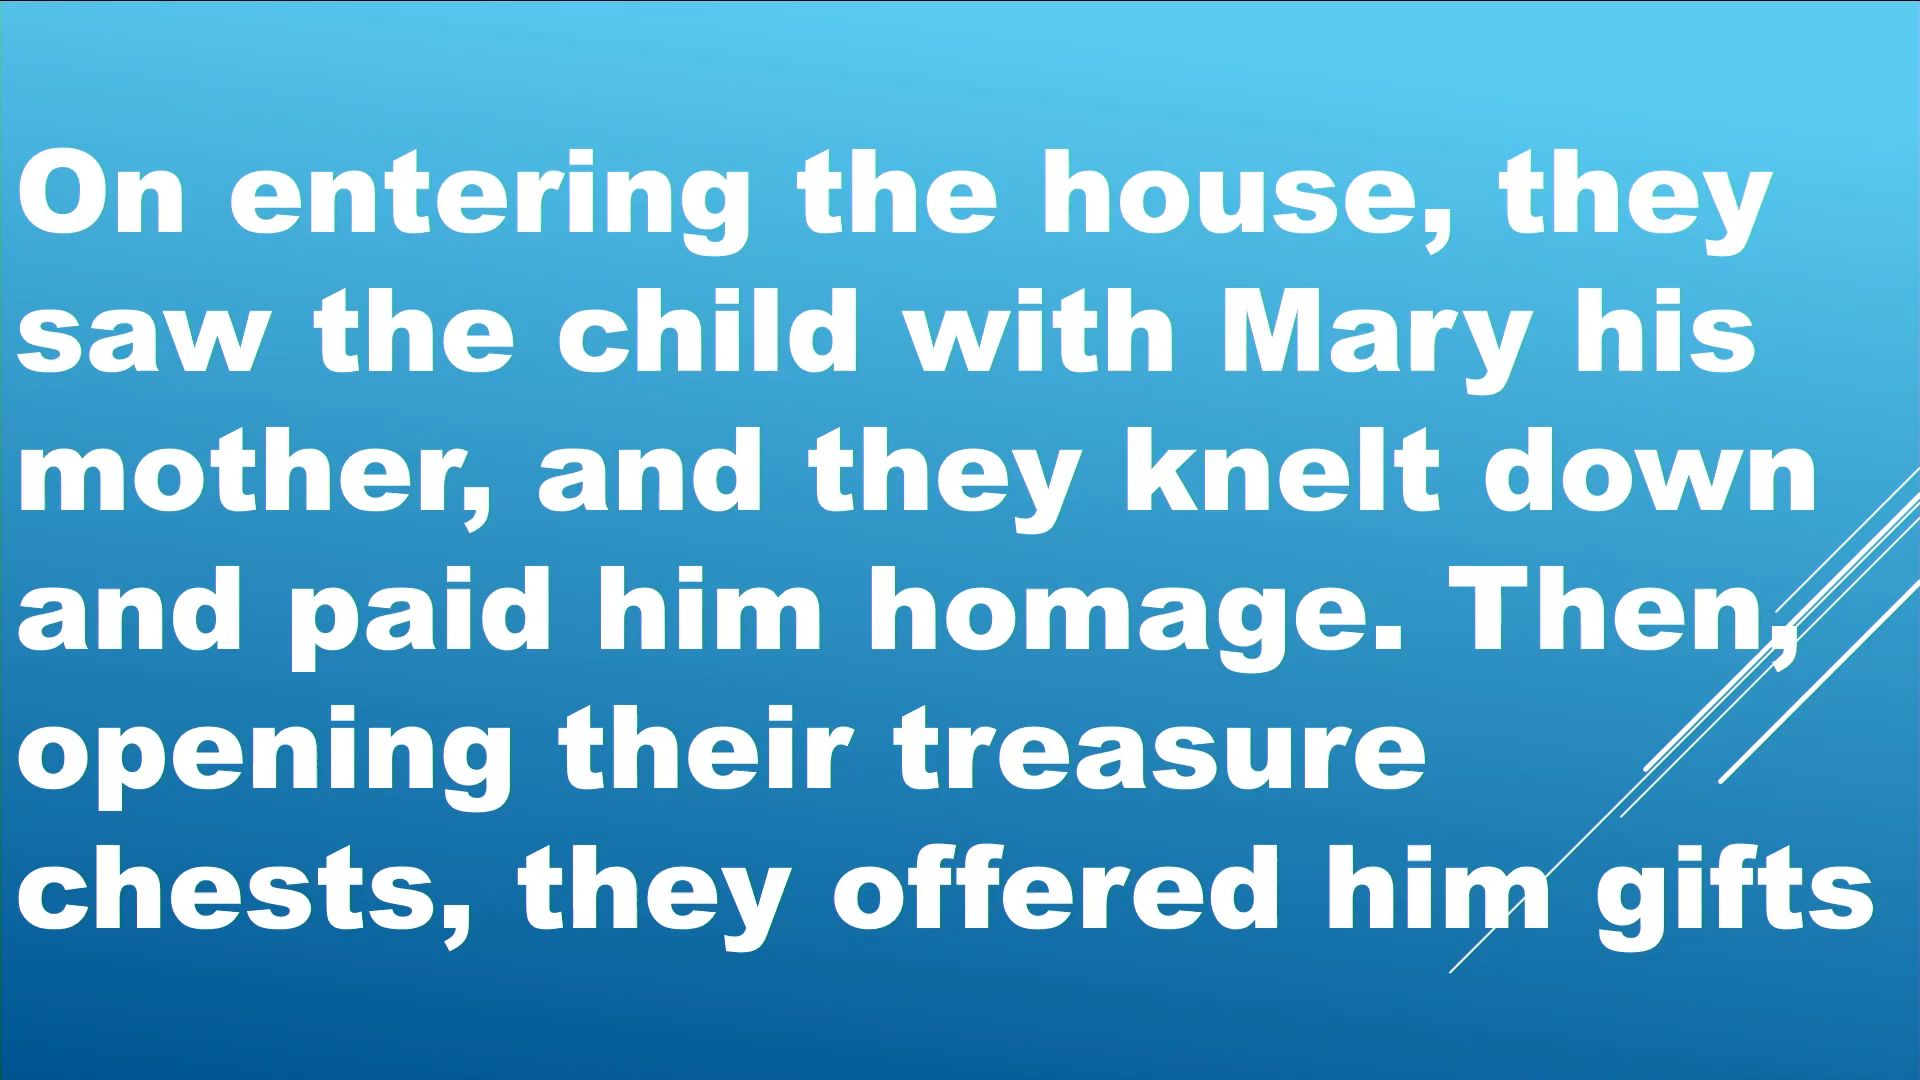 On entering the house, they
saw the child with Mary his
mother, and they knelt down
and paid him homage. Then,
opening their treasure
chests, they offered him gifts